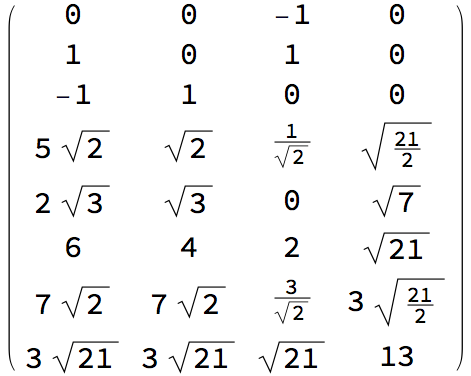 0 0 -1 0
1 0 1 0
-1 1 0 0
5 √2 √2 1/√2 √(21/2)
2 √3 √3 0 √7
6 4 2 √21
7 √2 7 √2 3/√2 3 √(21/2)
3 √21 3 √21 √21 13